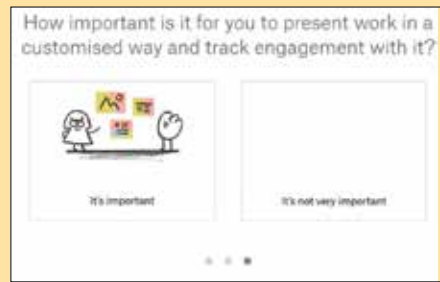 How important is it for you to present work in a
customised way and track engagement with it?
It's important
It's not very important